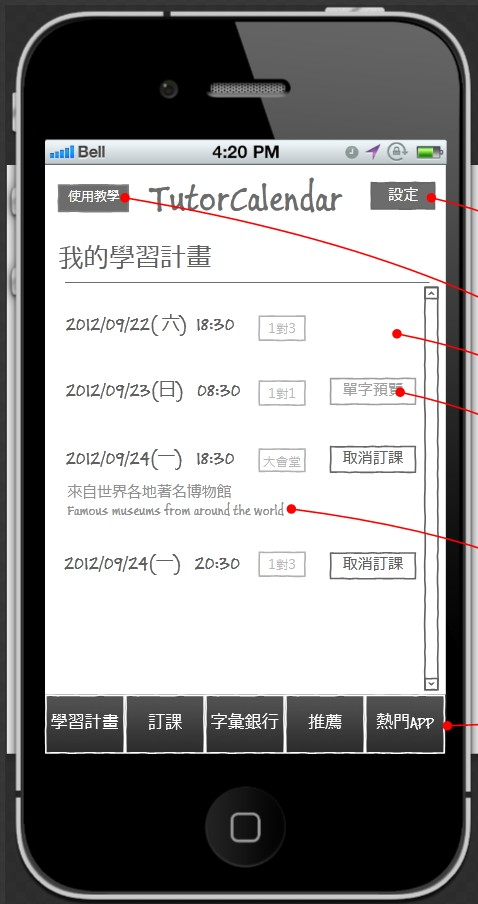 Bell 4:20 PM
使用教學 TutorCalendar 設定
我的學習計畫
2012/09/22(六) 18:30 1對3
2012/09/23(日) 08:30 1對1 單字預覽
2012/09/24(一) 18:30 大會堂 取消訂課
來自世界各地著名博物館
Famous museums from around the world
2012/09/24(一) 20:30 1對3 取消訂課
學習計畫 訂課 字彙銀行 推薦 熱門APP